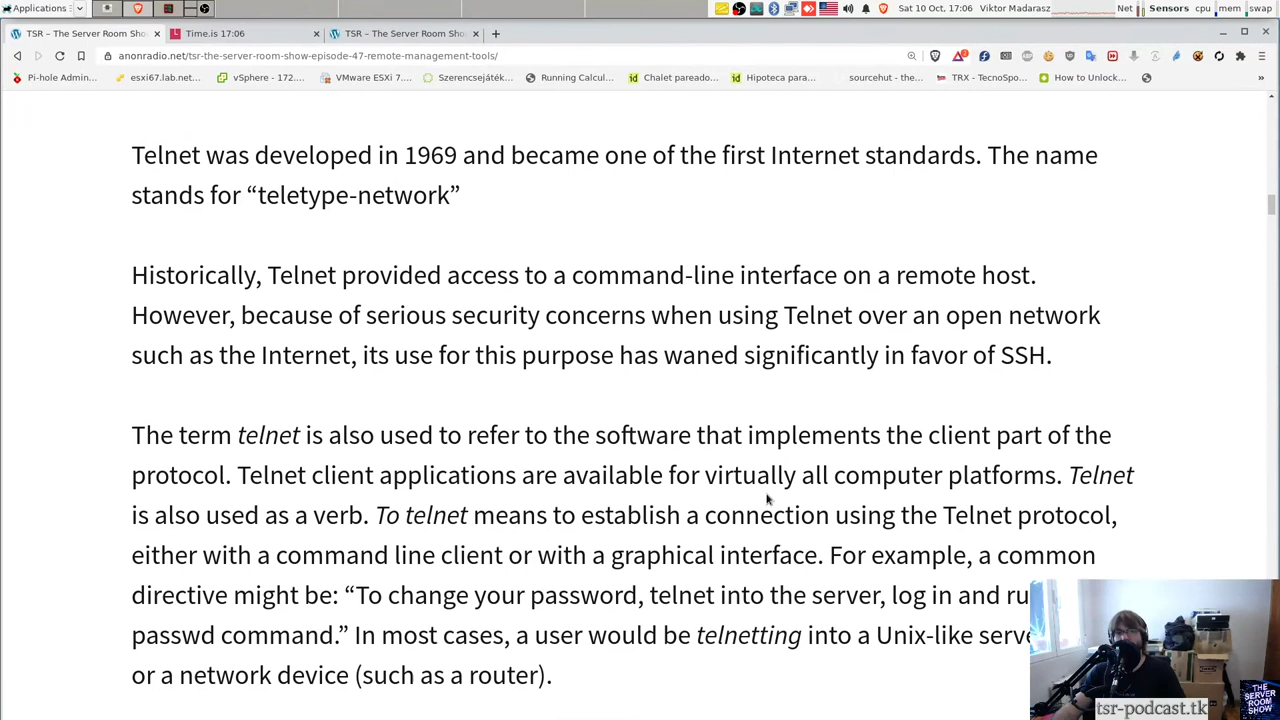 Applications
Sat 10 Oct, 17:06 Viktor Madarasz
Net Sensors cpu mem swap
TSR – The Server Room Sho
Time.is 17:06
TSR – The Server Room Show
anonradio.net/tsr-the-server-room-show-episode-47-remote-management-tools/
Pi-hole Admin...
esxi67.lab.net...
vSphere - 172....
VMware ESXi 7....
Szerencsejáték...
Running Calcul...
Chalet pareado...
Hipoteca para...
sourcehut - the...
TRX - TecnoSpo...
How to Unlock...
»
Telnet was developed in 1969 and became one of the first Internet standards. The name
stands for “teletype-network”
Historically, Telnet provided access to a command-line interface on a remote host.
However, because of serious security concerns when using Telnet over an open network
such as the Internet, its use for this purpose has waned significantly in favor of SSH.
The term telnet is also used to refer to the software that implements the client part of the
protocol. Telnet client applications are available for virtually all computer platforms. Telnet
is also used as a verb. To telnet means to establish a connection using the Telnet protocol,
either with a command line client or with a graphical interface. For example, a common
directive might be: “To change your password, telnet into the server, log in and ru
passwd command.” In most cases, a user would be telnetting into a Unix-like serve
or a network device (such as a router).
tsr-podcast.tk
THE
SERVER
ROOM
SHOW